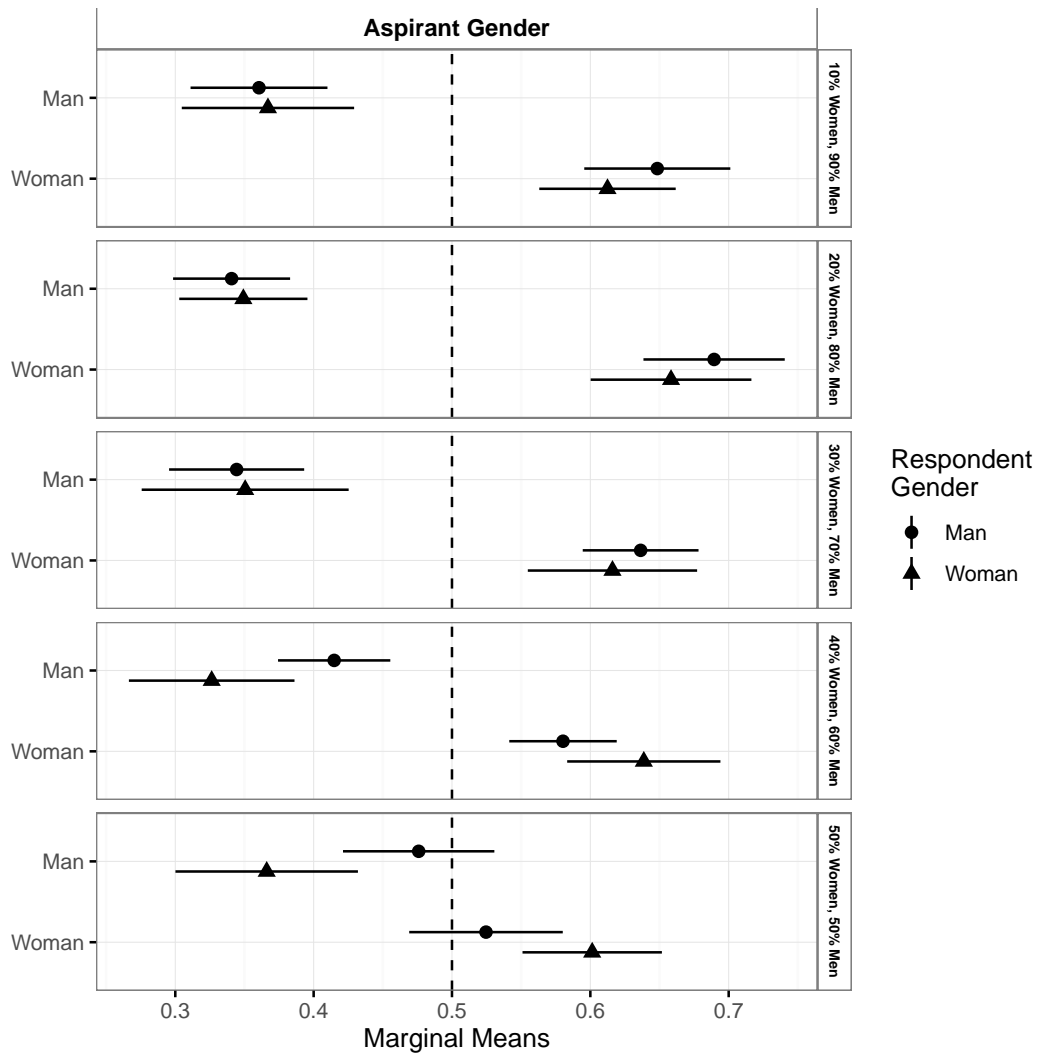 Aspirant Gender
Man
Woman
10% Women, 90% Men
Man
Woman
20% Women, 80% Men
Man
Woman
30% Women, 70% Men
Man
Woman
40% Women, 60% Men
Man
Woman
50% Women, 50% Men
0.3 0.4 0.5 0.6 0.7
Marginal Means
Respondent
Gender
Man
Woman